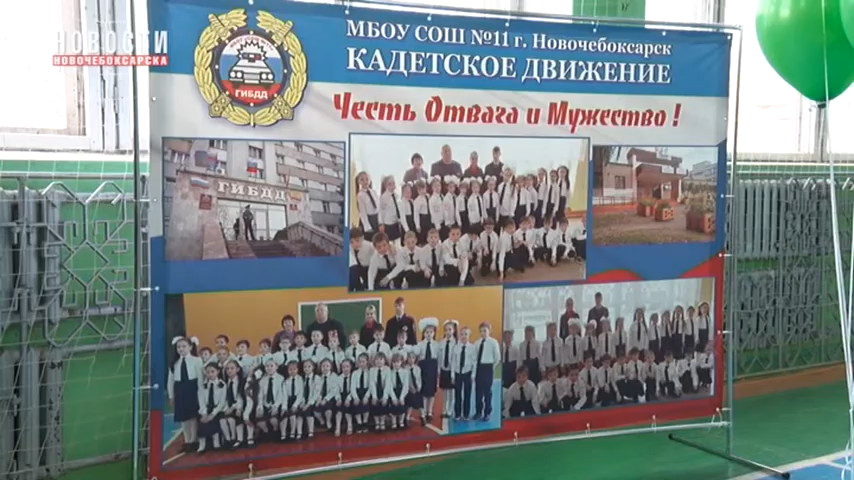 НОВОСТИ
НОВОЧЕБОКСАРСКА
МБОУ СОШ №11 г. Новочебоксарск
КАДЕТСКОЕ ДВИЖЕНИЕ
Честь Отвага и Мужество !
ГИБДД
ГИБДД